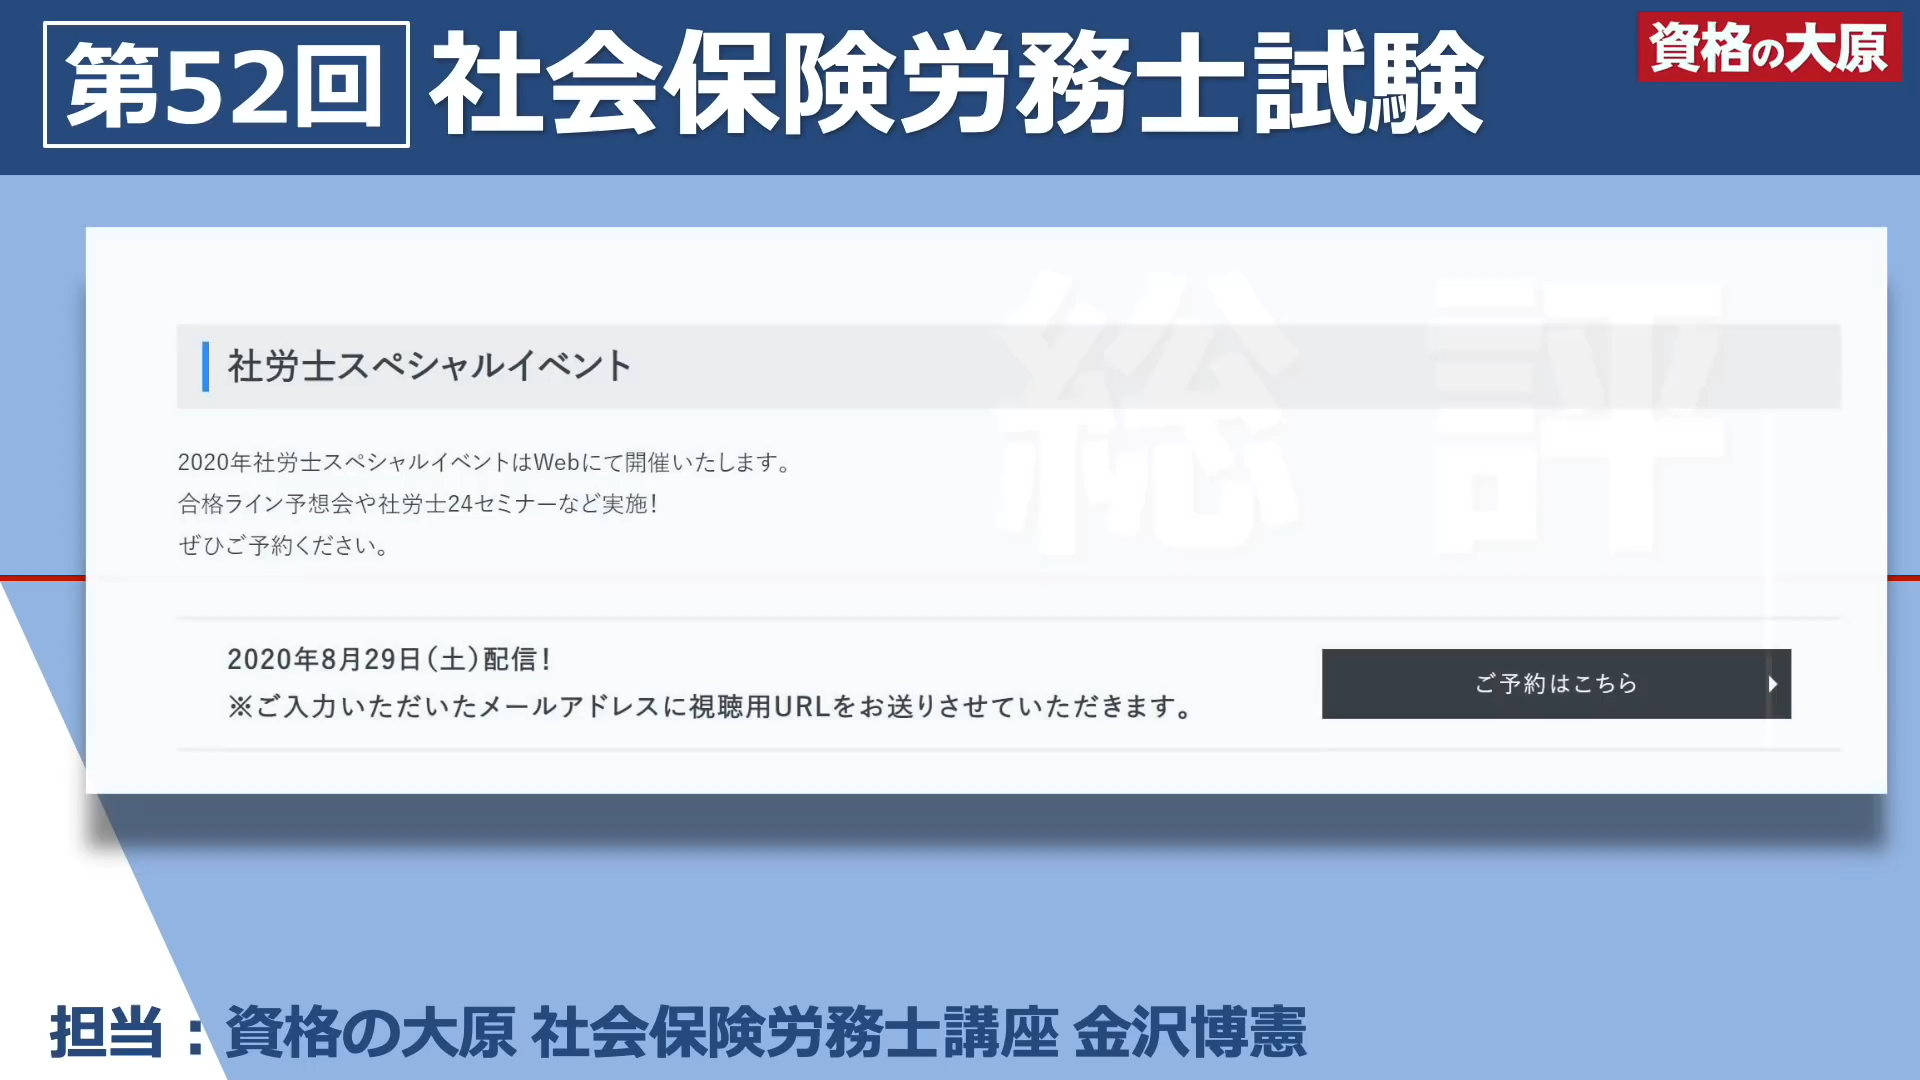 第52回 社会保険労務士試験
資格の大原
総評
社労士スペシャルイベント
2020年社労士スペシャルイベントはWebにて開催いたします。
合格ライン予想会や社労士24セミナーなど実施!
ぜひご予約ください。
2020年8月29日(土)配信!
※ご入力いただいたメールアドレスに視聴用URLをお送りさせていただきます。
ご予約はこちら
担当：資格の大原 社会保険労務士講座 金沢博憲